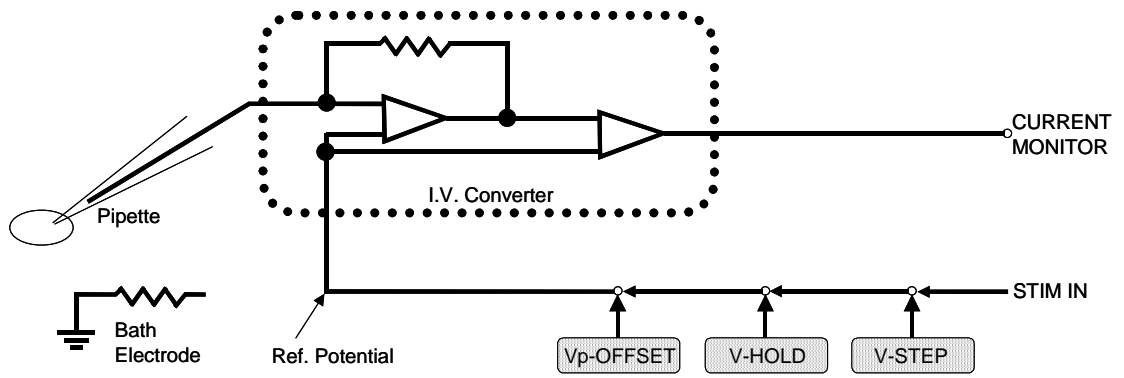 CURRENT
MONITOR
I.V. Converter
Pipette
STIM IN
Bath
Electrode
Ref. Potential
Vp-OFFSET
V-HOLD
V-STEP